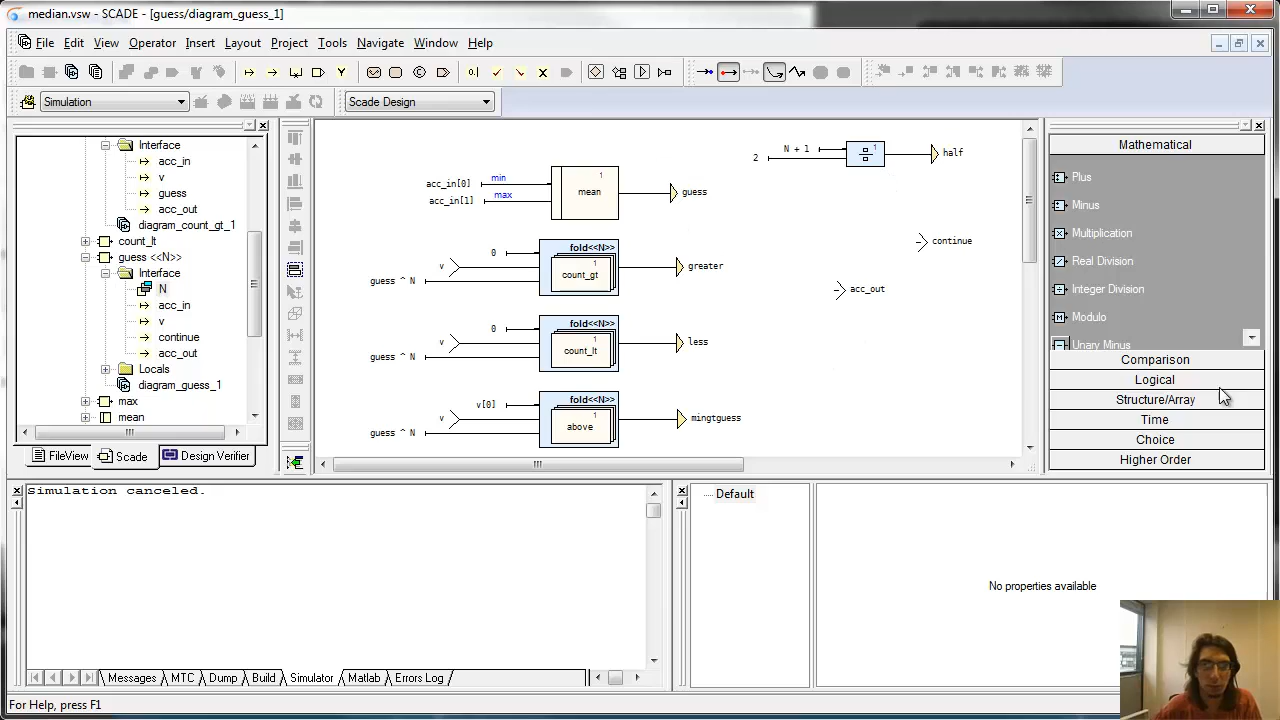 median.vsw - SCADE - [guess/diagram_guess_1]
File Edit View Operator Insert Layout Project Tools Navigate Window Help
Simulation Scade Design
Interface
acc_in
v
guess
acc_out
diagram_count_gt_1
count_lt
guess <<N>>
Interface
N
acc_in
v
continue
acc_out
Locals
diagram_guess_1
max
mean
FileView Scade Design Verifier
acc_in[0] min
acc_in[1] max
1
mean
guess
0
v
guess ^ N
fold<<N>>
1
count_gt
greater
0
v
guess ^ N
fold<<N>>
1
count_lt
less
v[0]
v
guess ^ N
fold<<N>>
1
above
mingtguess
N + 1
2
1
half
continue
acc_out
Mathematical
Plus
Minus
Multiplication
Real Division
Integer Division
Modulo
Unary Minus
Comparison
Logical
Structure/Array
Time
Choice
Higher Order
Simulation canceled.
Messages MTC Dump Build Simulator Matlab Errors Log
Default
No properties available
For Help, press F1